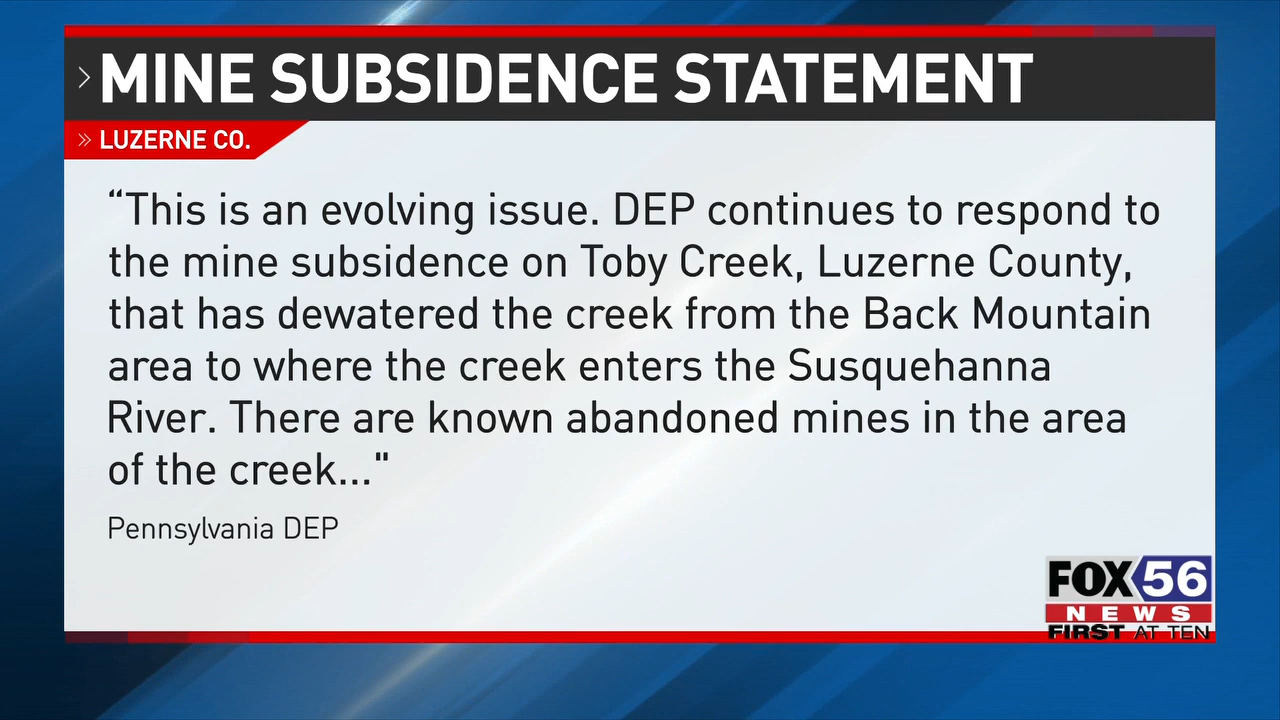 MINE SUBSIDENCE STATEMENT
LUZERNE CO.
“This is an evolving issue. DEP continues to respond to
the mine subsidence on Toby Creek, Luzerne County,
that has dewatered the creek from the Back Mountain
area to where the creek enters the Susquehanna
River. There are known abandoned mines in the area
of the creek..."
Pennsylvania DEP
FOX 56
NEWS
FIRST AT TEN